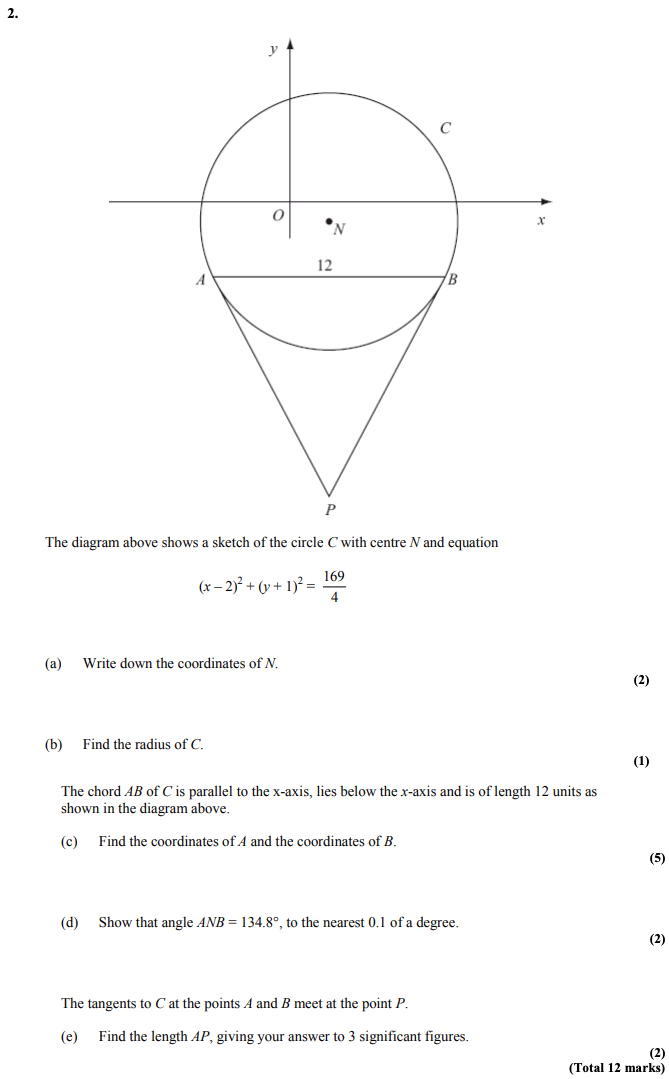 2.
y
C
O
N
x
12
A
B
P
The diagram above shows a sketch of the circle C with centre N and equation
(x – 2)² + (y + 1)² = 169/4
(a) Write down the coordinates of N.
(2)
(b) Find the radius of C.
(1)
The chord AB of C is parallel to the x-axis, lies below the x-axis and is of length 12 units as
shown in the diagram above.
(c) Find the coordinates of A and the coordinates of B.
(5)
(d) Show that angle ANB = 134.8°, to the nearest 0.1 of a degree.
(2)
The tangents to C at the points A and B meet at the point P.
(e) Find the length AP, giving your answer to 3 significant figures.
(2)
(Total 12 marks)